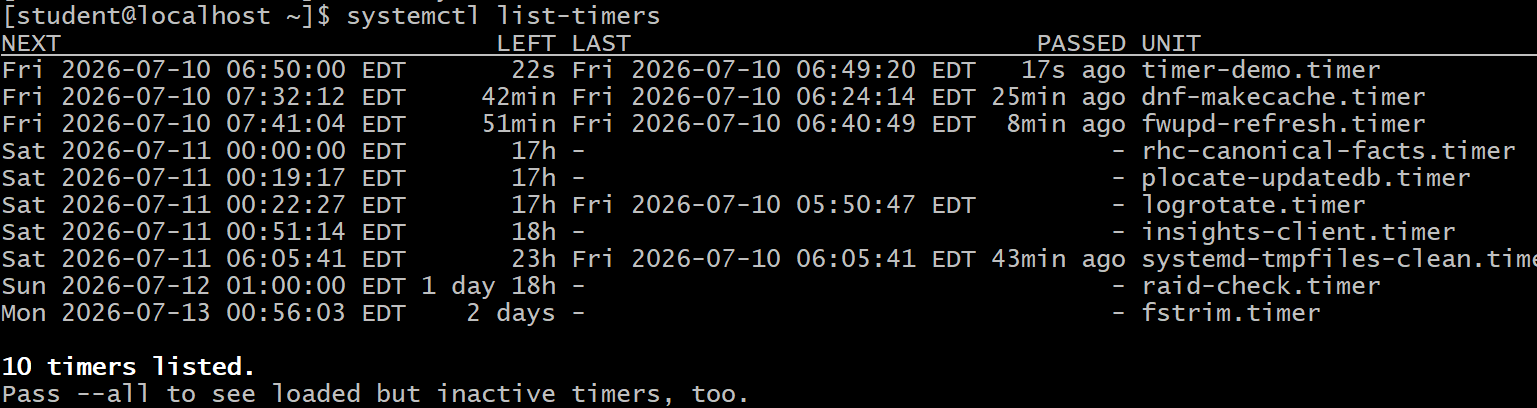 [student@localhost ~]$ systemctl list-timers
NEXT LEFT LAST PASSED UNIT
Fri 2026-07-10 06:50:00 EDT 22s Fri 2026-07-10 06:49:20 EDT 17s ago timer-demo.timer
Fri 2026-07-10 07:32:12 EDT 42min Fri 2026-07-10 06:24:14 EDT 25min ago dnf-makecache.timer
Fri 2026-07-10 07:41:04 EDT 51min Fri 2026-07-10 06:40:49 EDT 8min ago fwupd-refresh.timer
Sat 2026-07-11 00:00:00 EDT 17h - - rhc-canonical-facts.timer
Sat 2026-07-11 00:19:17 EDT 17h - - plocate-updatedb.timer
Sat 2026-07-11 00:22:27 EDT 17h Fri 2026-07-10 05:50:47 EDT - logrotate.timer
Sat 2026-07-11 00:51:14 EDT 18h - - insights-client.timer
Sat 2026-07-11 06:05:41 EDT 23h Fri 2026-07-10 06:05:41 EDT 43min ago systemd-tmpfiles-clean.time
Sun 2026-07-12 01:00:00 EDT 1 day 18h - - raid-check.timer
Mon 2026-07-13 00:56:03 EDT 2 days - - fstrim.timer
10 timers listed.
Pass --all to see loaded but inactive timers, too.